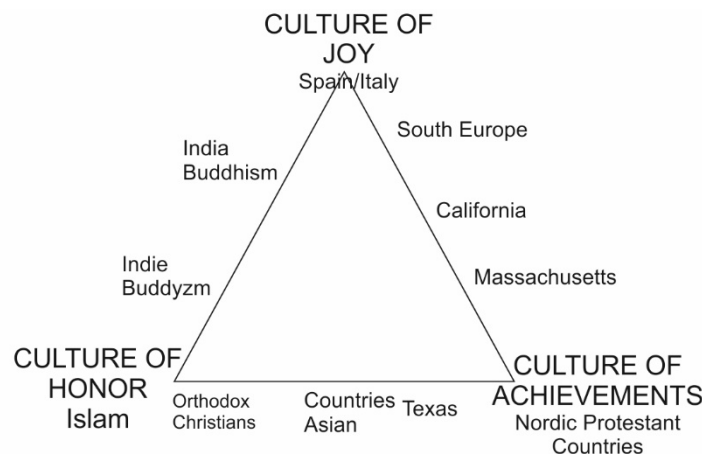 CULTURE OF
JOY
Spain/Italy
South Europe
India
Buddhism
California
Indie
Buddyzm
Massachusetts
CULTURE OF
HONOR
Islam
Orthodox
Christians
Countries
Asian
Texas
CULTURE OF
ACHIEVEMENTS
Nordic Protestant
Countries